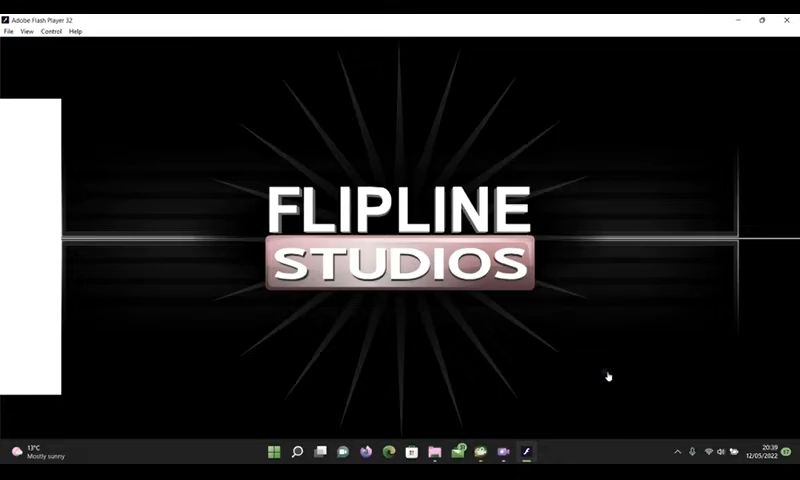 Adobe Flash Player 32
File View Control Help
FLIPLINE
STUDIOS
13°C
Mostly sunny
20:39
12/05/2022